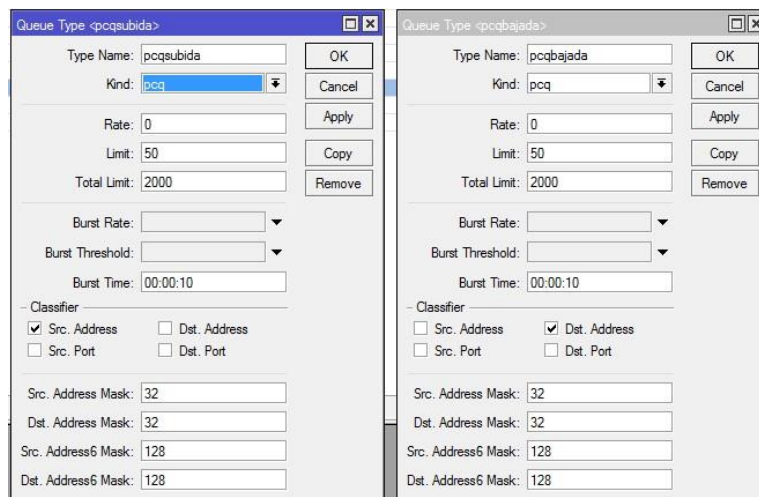 Queue Type <pcqsubida>
Type Name: pcqsubida
OK
Kind: pcq
Cancel
Rate: 0
Apply
Limit: 50
Copy
Total Limit: 2000
Remove
Burst Rate:
Burst Threshold:
Burst Time: 00:00:10
Classifier
Src. Address
Dst. Address
Src. Port
Dst. Port
Src. Address Mask: 32
Dst. Address Mask: 32
Src. Address6 Mask: 128
Dst. Address6 Mask: 128
Queue Type <pcqbajada>
Type Name: pcqbajada
OK
Kind: pcq
Cancel
Rate: 0
Apply
Limit: 50
Copy
Total Limit: 2000
Remove
Burst Rate:
Burst Threshold:
Burst Time: 00:00:10
Classifier
Src. Address
Dst. Address
Src. Port
Dst. Port
Src. Address Mask: 32
Dst. Address Mask: 32
Src. Address6 Mask: 128
Dst. Address6 Mask: 128